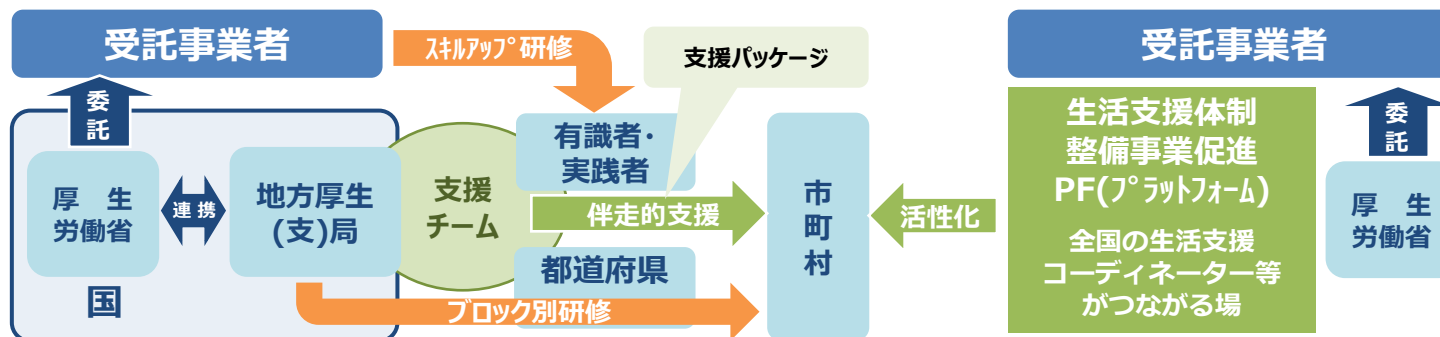 受託事業者
スキルアップ研修
支援パッケージ
委
託
有識者・
実践者
厚 生
労働省
連携
地方厚生
(支)局
支援
チーム
伴走的支援
都道府県
国
ブロック別研修
市
町
村
活性化
受託事業者
生活支援体制
整備事業促進
PF(プラットフォーム)
全国の生活支援
コーディネーター等
がつながる場
委
託
厚 生
労働省